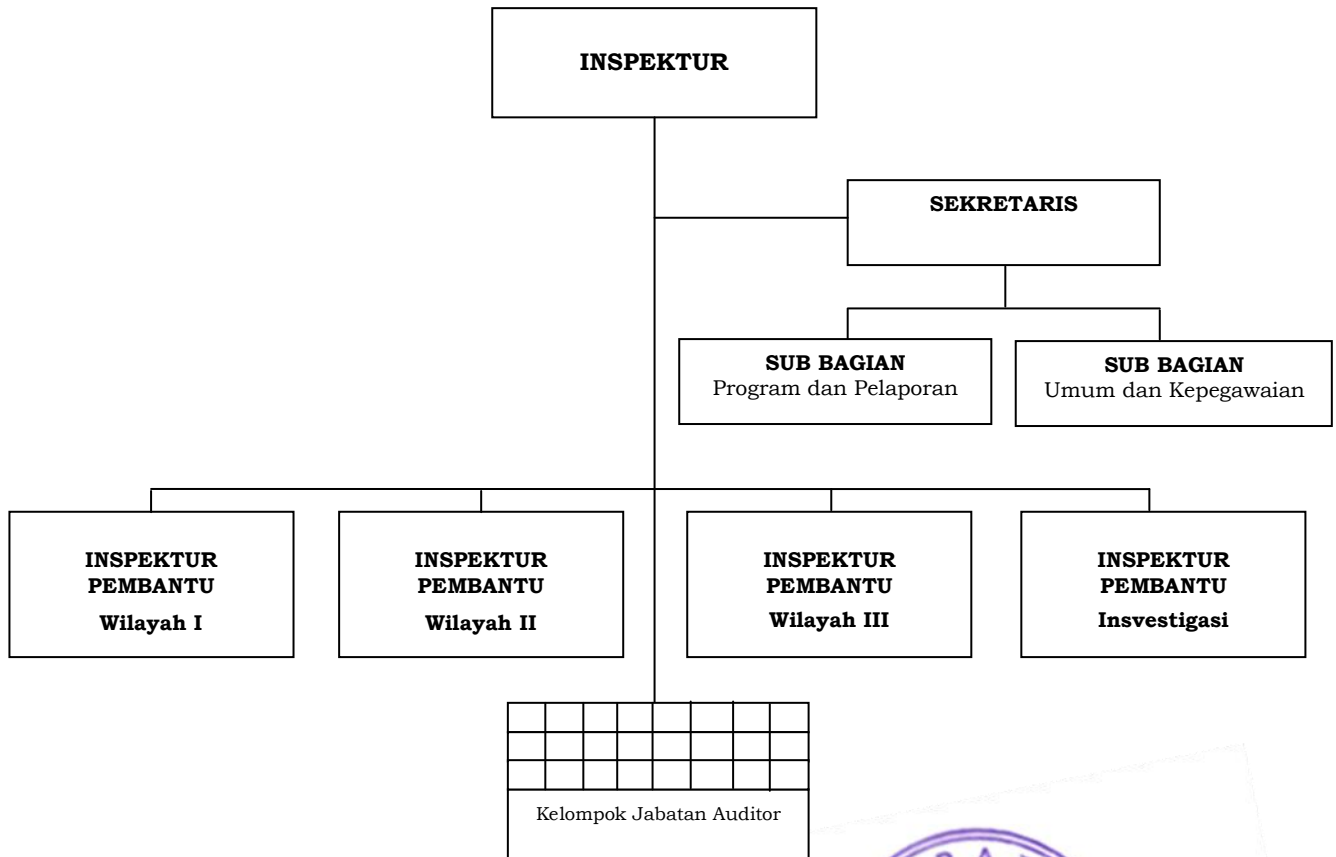 INSPEKTUR
SEKRETARIS
SUB BAGIAN
Program dan Pelaporan
SUB BAGIAN
Umum dan Kepegawaian
INSPEKTUR
PEMBANTU
Wilayah I
INSPEKTUR
PEMBANTU
Wilayah II
INSPEKTUR
PEMBANTU
Wilayah III
INSPEKTUR
PEMBANTU
Insvestigasi
Kelompok Jabatan Auditor